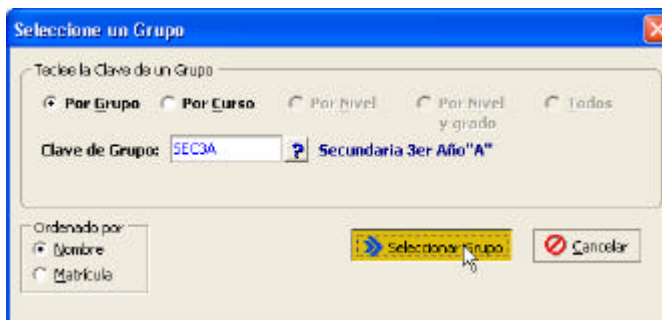 Seleccione un Grupo
Teclee la Clave de un Grupo
Por Grupo Por Curso Por Nivel Por Nivel y grado Todos
Clave de Grupo: SEC3A ? Secundaria 3er Año"A"
Ordenado por
Nombre
Matrícula
Seleccionar Grupo Cancelar